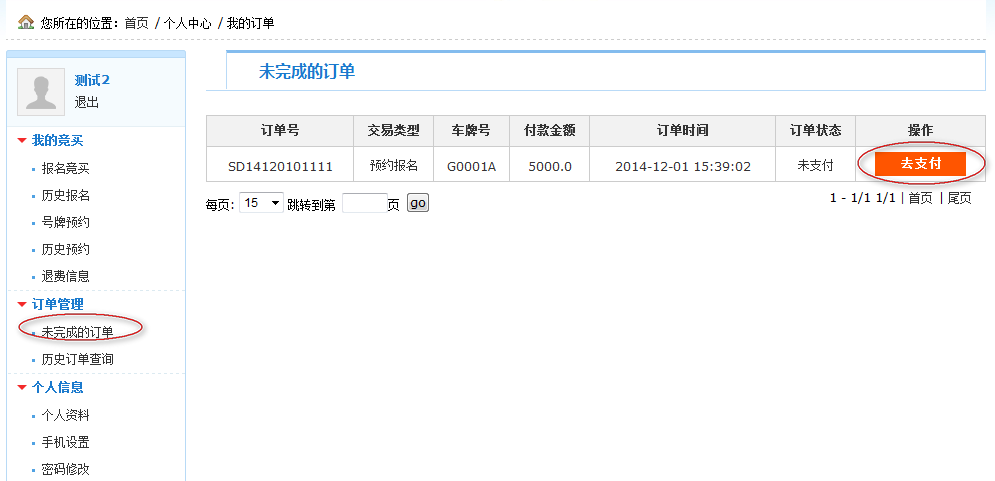 您所在的位置：首页 / 个人中心 / 我的订单
测试2
退出
我的竞买
报名竞买
历史报名
号牌预约
历史预约
退费信息
订单管理
未完成的订单
历史订单查询
个人信息
个人资料
手机设置
密码修改
未完成的订单
订单号 交易类型 车牌号 付款金额 订单时间 订单状态 操作
SD14120101111 预约报名 G0001A 5000.0 2014-12-01 15:39:02 未支付 去支付
每页: 15 跳转到第 页 go 1 - 1/1 1/1 | 首页 | 尾页